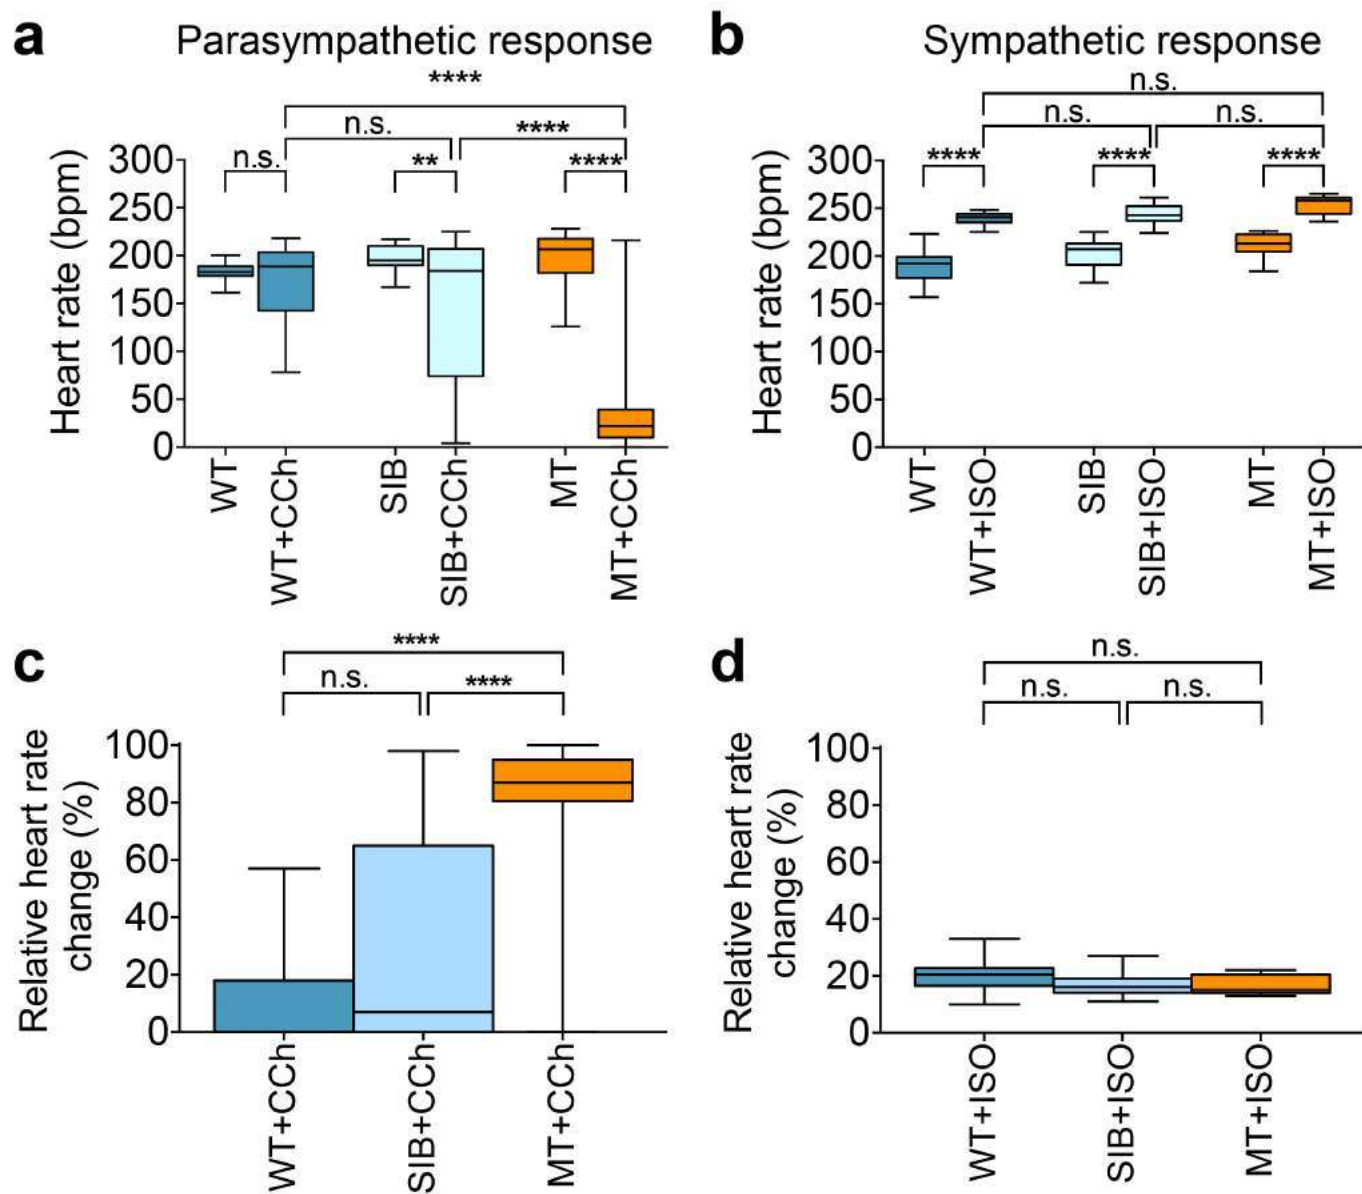 a Parasympathetic response
****
n.s. ****
n.s. ** ****
Heart rate (bpm)
300
250
200
150
100
50
0
WT
WT+CCh
SIB
SIB+CCh
MT
MT+CCh
b Sympathetic response
n.s.
n.s. n.s.
**** **** ****
Heart rate (bpm)
300
250
200
150
100
50
0
WT
WT+ISO
SIB
SIB+ISO
MT
MT+ISO
c
****
n.s. ****
Relative heart rate
change (%)
100
80
60
40
20
0
WT+CCh
SIB+CCh
MT+CCh
d
n.s.
n.s. n.s.
Relative heart rate
change (%)
100
80
60
40
20
0
WT+ISO
SIB+ISO
MT+ISO